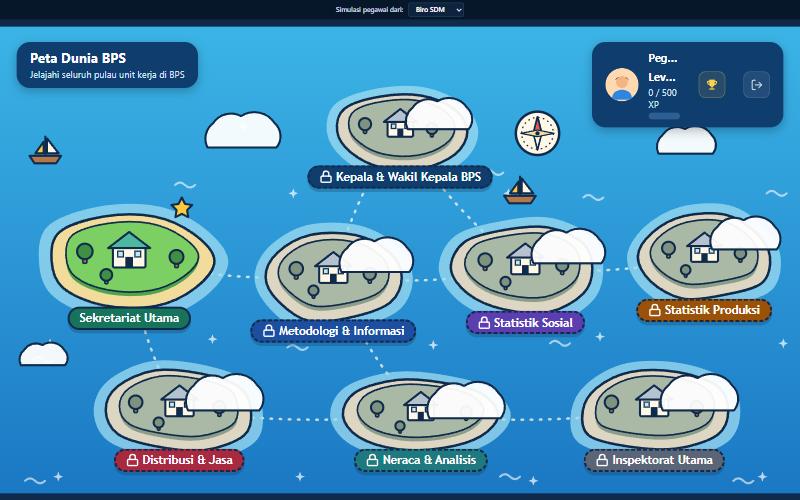 Simulasi pegawai dari: Biro SDM
Peta Dunia BPS
Jelajahi seluruh pulau unit kerja di BPS
Peg...
Lev...
0 / 500
XP
Kepala & Wakil Kepala BPS
Sekretariat Utama
Metodologi & Informasi
Statistik Sosial
Statistik Produksi
Distribusi & Jasa
Neraca & Analisis
Inspektorat Utama